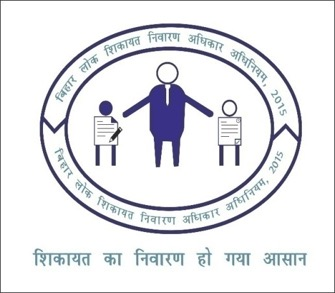 बिहार लोक शिकायत निवारण अधिकार अधिनियम, 2015
बिहार लोक शिकायत निवारण अधिकार अधिनियम, 2015
शिकायत का निवारण हो गया आसान